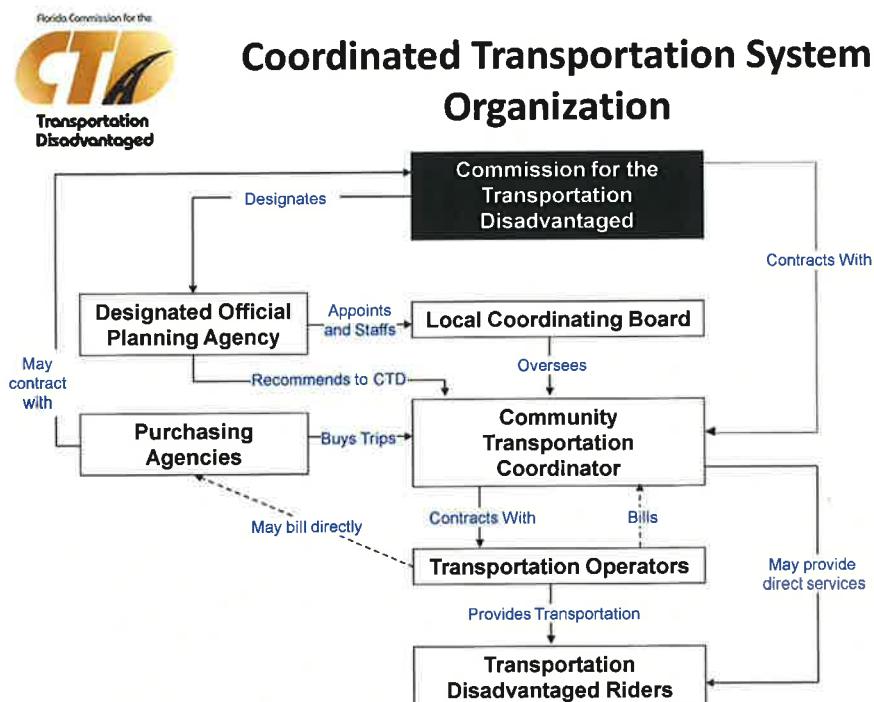 Florida Commission for the
CTD
Transportation
Disadvantaged
Coordinated Transportation System
Organization
Commission for the
Transportation
Disadvantaged
Designates
Contracts With
Designated Official
Planning Agency
Appoints
and Staffs
Local Coordinating Board
May
contract
with
Recommends to CTD
Oversees
Purchasing
Agencies
Buys Trips
Community
Transportation
Coordinator
May bill directly
Contracts With
Bills
Transportation Operators
May provide
direct services
Provides Transportation
Transportation
Disadvantaged Riders